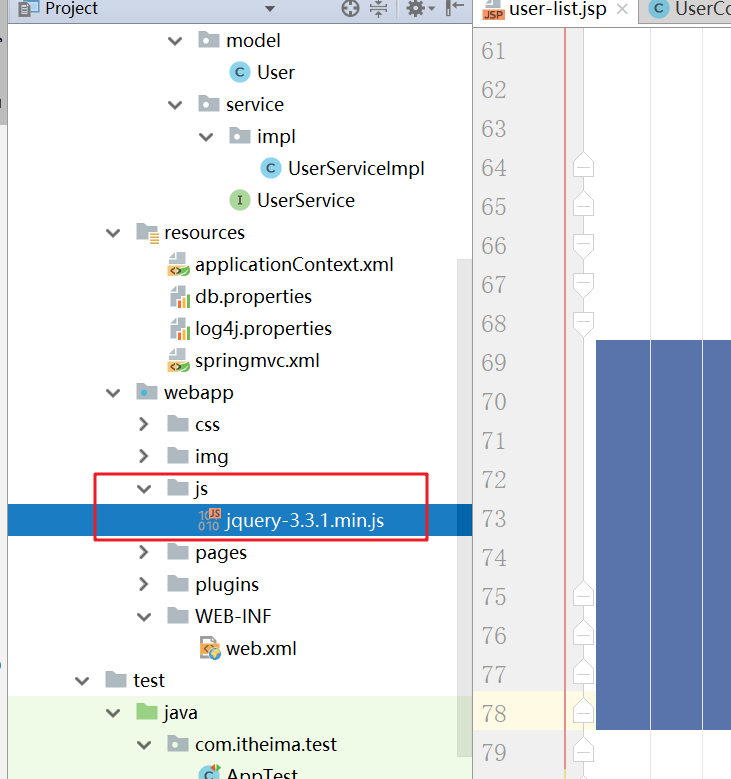 Project
model
C User
service
impl
C UserServiceImpl
I UserService
resources
applicationContext.xml
db.properties
log4j.properties
springmvc.xml
webapp
css
img
js
jquery-3.3.1.min.js
pages
plugins
WEB-INF
web.xml
test
java
com.itheima.test
C AppTest
JSP user-list.jsp
C UserCo
61
62
63
64
65
66
67
68
69
70
71
72
73
74
75
76
77
78
79